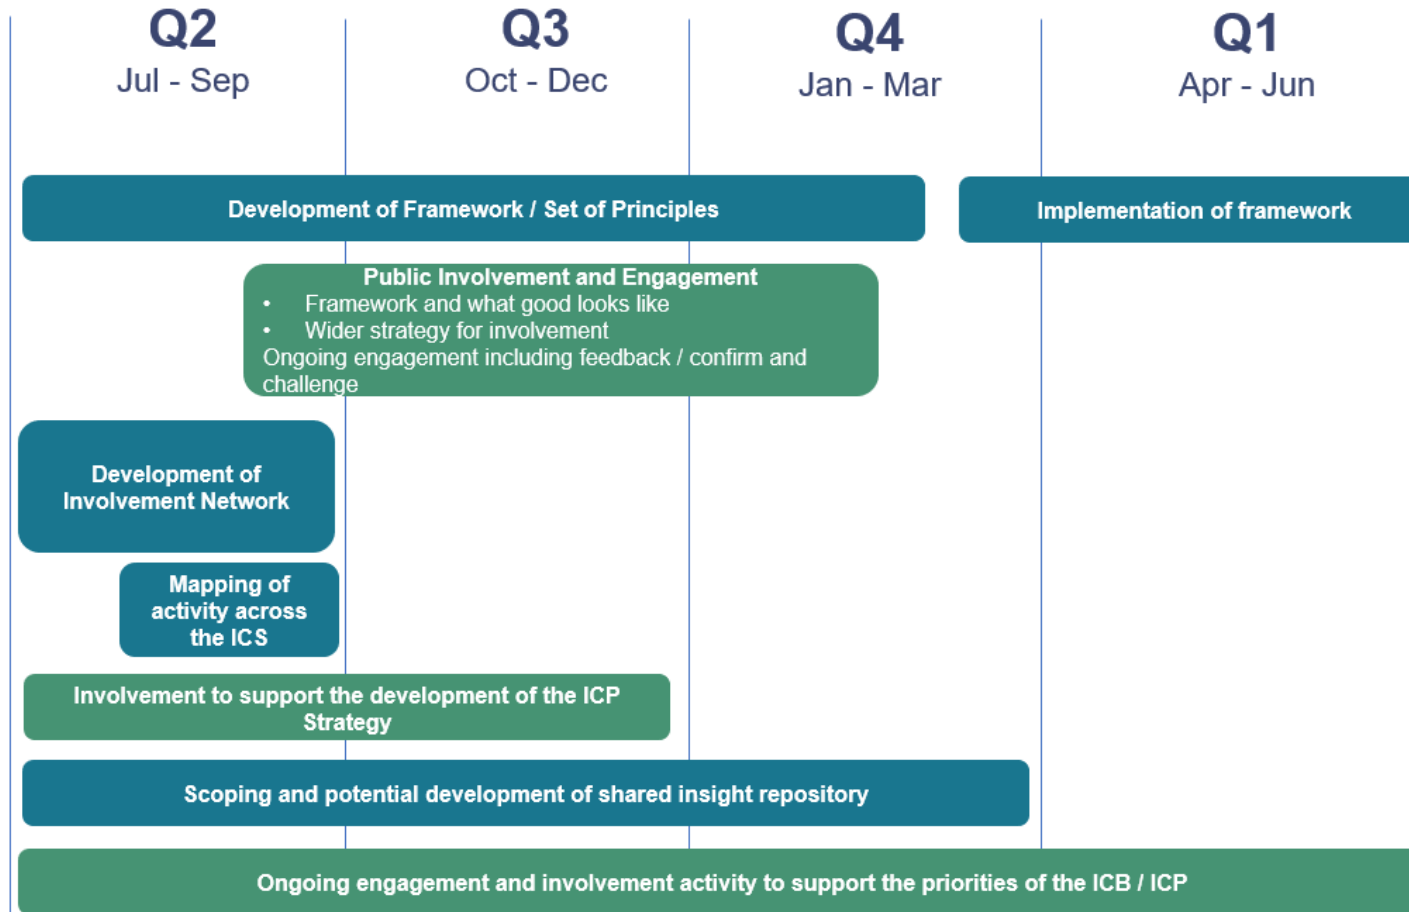 Q2
Jul - Sep
Q3
Oct - Dec
Q4
Jan - Mar
Q1
Apr - Jun
Development of Framework / Set of Principles
Implementation of framework
Public Involvement and Engagement
• Framework and what good looks like
• Wider strategy for involvement
Ongoing engagement including feedback / confirm and
challenge
Development of
Involvement Network
Mapping of
activity across
the ICS
Involvement to support the development of the ICP
Strategy
Scoping and potential development of shared insight repository
Ongoing engagement and involvement activity to support the priorities of the ICB / ICP